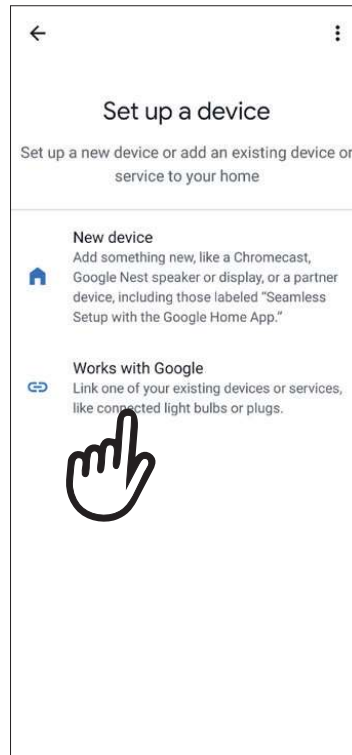 Set up a device
Set up a new device or add an existing device or
service to your home
New device
Add something new, like a Chromecast,
Google Nest speaker or display, or a partner
device, including those labeled “Seamless
Setup with the Google Home App.”
Works with Google
Link one of your existing devices or services,
like connected light bulbs or plugs.